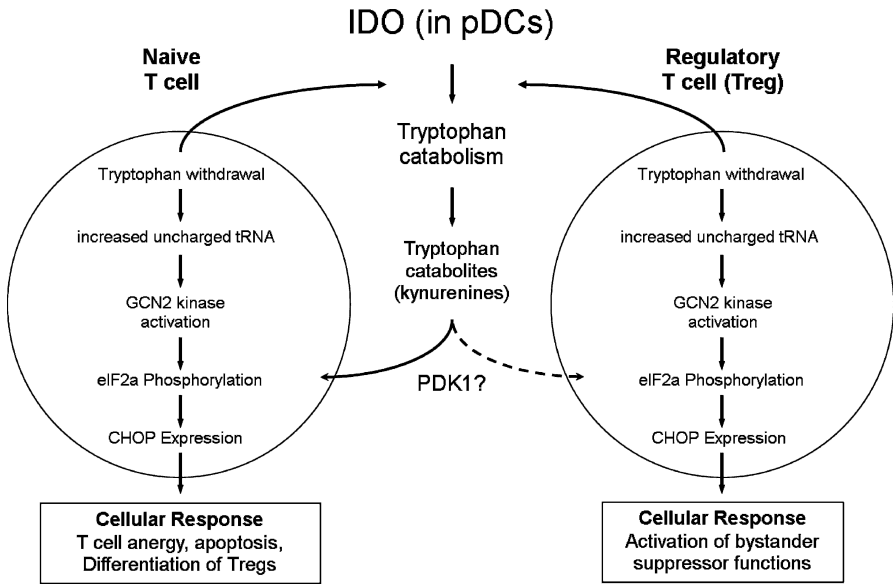 IDO (in pDCs)
Naive
T cell
Tryptophan withdrawal
increased uncharged tRNA
GCN2 kinase
activation
eIF2a Phosphorylation
CHOP Expression
Cellular Response
T cell anergy, apoptosis,
Differentiation of Tregs
Tryptophan
catabolism
Tryptophan
catabolites
(kynurenines)
PDK1?
Regulatory
T cell (Treg)
Tryptophan withdrawal
increased uncharged tRNA
GCN2 kinase
activation
eIF2a Phosphorylation
CHOP Expression
Cellular Response
Activation of bystander
suppressor functions